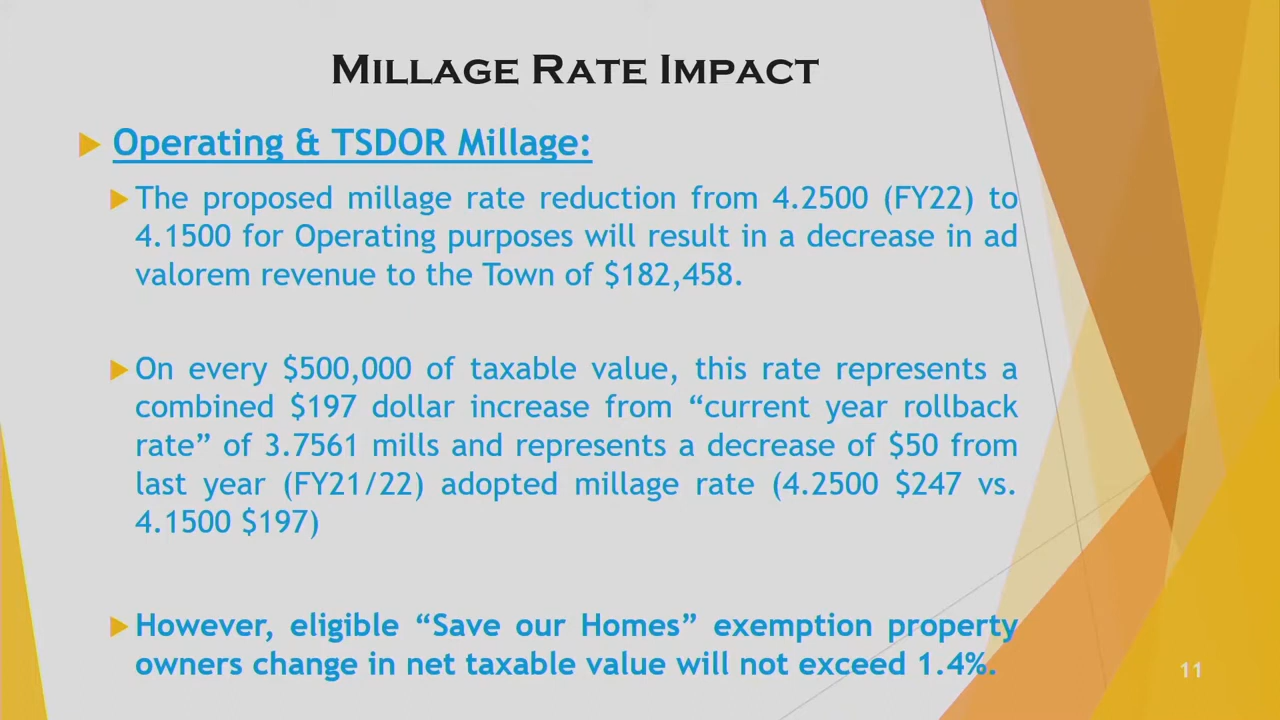 MILLAGE RATE IMPACT
Operating & TSDOR Millage:
The proposed millage rate reduction from 4.2500 (FY22) to
4.1500 for Operating purposes will result in a decrease in ad
valorem revenue to the Town of $182,458.
On every $500,000 of taxable value, this rate represents a
combined $197 dollar increase from “current year rollback
rate” of 3.7561 mills and represents a decrease of $50 from
last year (FY21/22) adopted millage rate (4.2500 $247 vs.
4.1500 $197)
However, eligible “Save our Homes” exemption property
owners change in net taxable value will not exceed 1.4%.
11